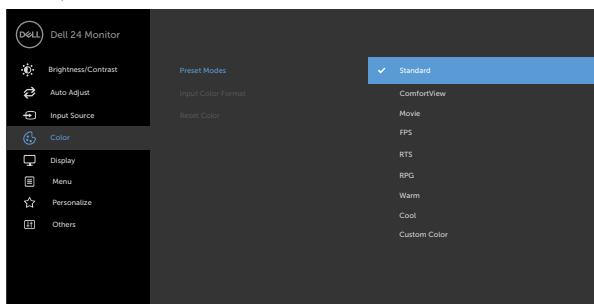 DELL Dell 24 Monitor
Brightness/Contrast
Auto Adjust
Input Source
Color
Display
Menu
Personalize
Others
Preset Modes
Input Color Format
Reset Color
Standard
ComfortView
Movie
FPS
RTS
RPG
Warm
Cool
Custom Color